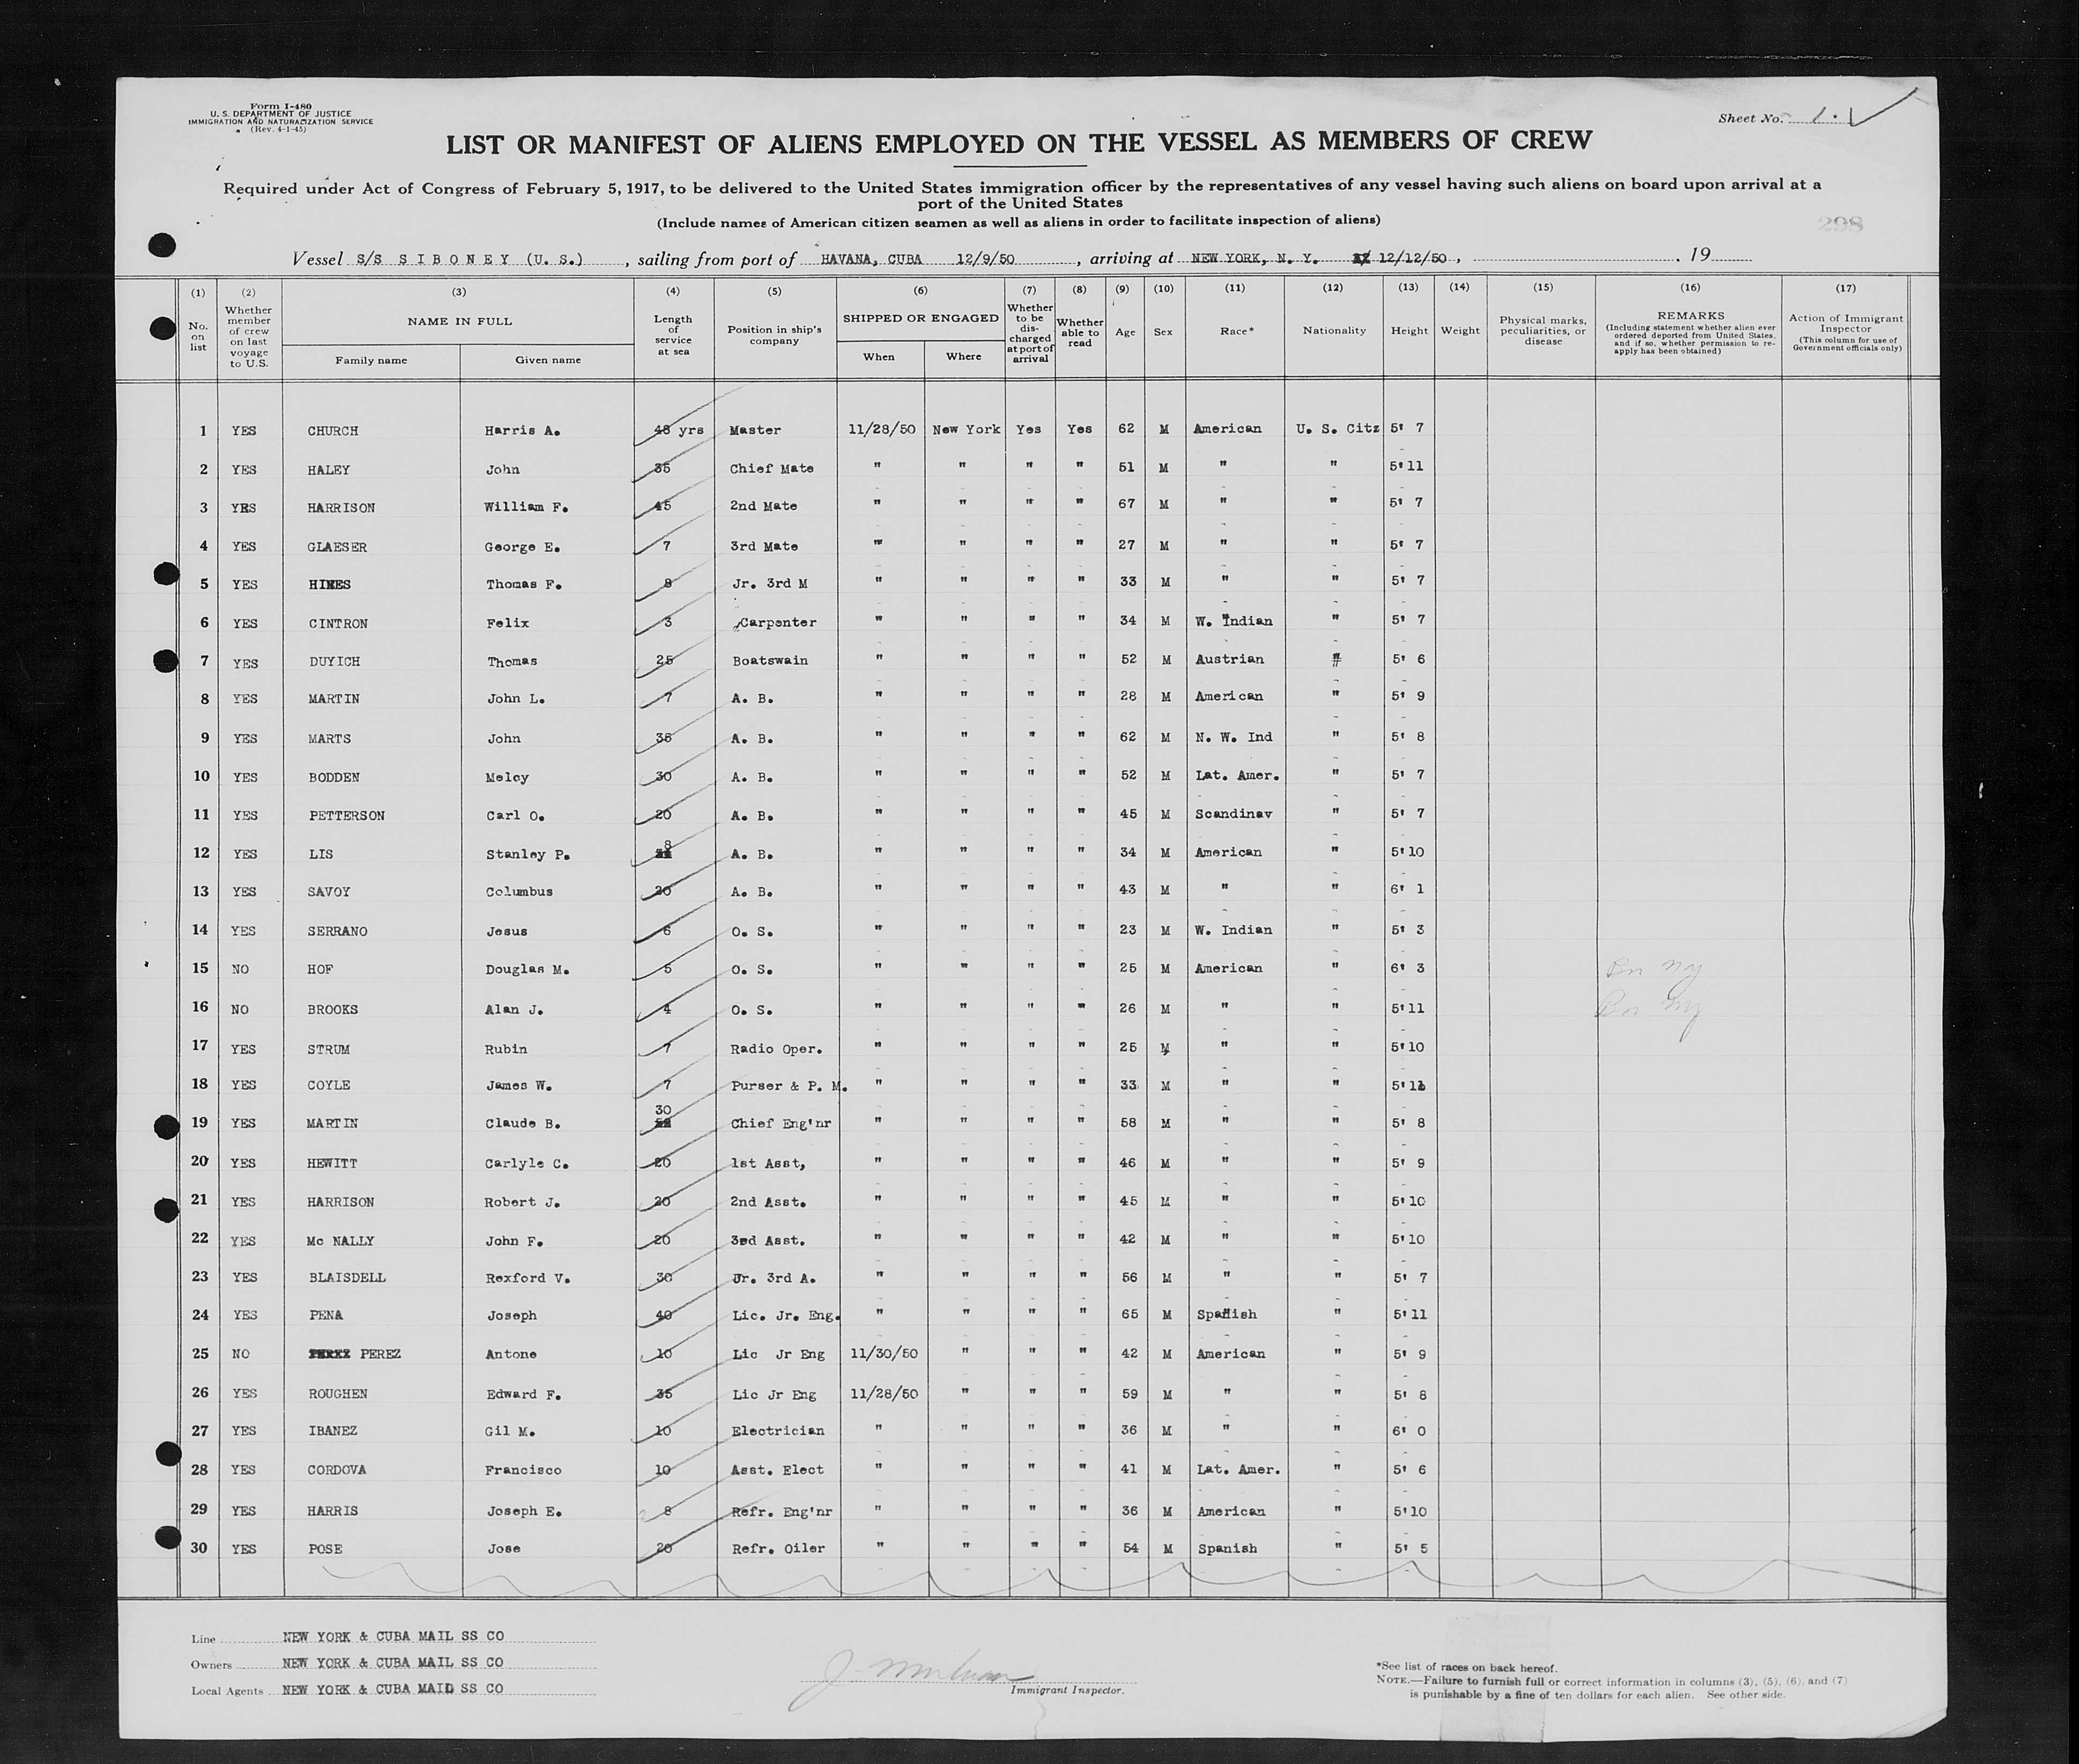 Form I-480
U. S. DEPARTMENT OF JUSTICE
IMMIGRATION AND NATURALIZATION SERVICE
(Rev. 4-1-45)
Sheet No. 1.
LIST OR MANIFEST OF ALIENS EMPLOYED ON THE VESSEL AS MEMBERS OF CREW
Required under Act of Congress of February 5, 1917, to be delivered to the United States immigration officer by the representatives of any vessel having such aliens on board upon arrival at a
port of the United States
(Include names of American citizen seamen as well as aliens in order to facilitate inspection of aliens)
298
Vessel S/S SIBONEY (U.S.), sailing from port of HAVANA, CUBA 12/9/50, arriving at NEW YORK, N. Y. 12/12/50, 19
(1) (2) (3) (4) (5) (6) (7) (8) (9) (10) (11) (12) (13) (14) (15) (16) (17)
No. on list
Whether member of crew on last voyage to U.S.
NAME IN FULL
Family name
Given name
Length of service at sea
Position in ship's company
SHIPPED OR ENGAGED
When
Where
Whether to be discharged at port of arrival
Whether able to read
Age
Sex
Race*
Nationality
Height
Weight
Physical marks, peculiarities, or disease
REMARKS
(Including statement whether alien ever ordered deported from United States, and if so, whether permission to re-apply has been obtained)
Action of Immigrant Inspector
(This column for use of Government officials only)
1 YES CHURCH Harris A. 48 yrs Master 11/28/50 New York Yes Yes 62 M American U. S. Citz 5' 7
2 YES HALEY John 35 Chief Mate " " " " 51 M " " 5'11
3 YES HARRISON William F. 45 2nd Mate " " " " 67 M " " 5' 7
4 YES GLAESER George E. 7 3rd Mate " " " " 27 M " " 5' 7
5 YES HINES Thomas F. 8 Jr. 3rd M " " " " 33 M " " 5' 7
6 YES CINTRON Felix 3 Carpenter " " " " 34 M W. Indian " 5' 7
7 YES DUYICH Thomas 25 Boatswain " " " " 52 M Austrian " 5' 6
8 YES MARTIN John L. 7 A. B. " " " " 28 M American " 5' 9
9 YES MARTS John 35 A. B. " " " " 62 M N. W. Ind " 5' 8
10 YES BODDEN Meloy 30 A. B. " " " " 52 M Lat. Amer. " 5' 7
11 YES PETTERSON Carl O. 20 A. B. " " " " 45 M Scandinav " 5' 7
12 YES LIS Stanley P. 8 A. B. " " " " 34 M American " 5'10
13 YES SAVOY Columbus 20 A. B. " " " " 43 M " " 6' 1
14 YES SERRANO Jesus 6 O. S. " " " " 23 M W. Indian " 5' 3
15 NO HOF Douglas M. 5 O. S. " " " " 25 M American " 6' 3 Bn NY
16 NO BROOKS Alan J. 4 O. S. " " " " 26 M " " 5'11 Bn NY
17 YES STRUM Rubin 7 Radio Oper. " " " " 25 M " " 5'10
18 YES COYLE James W. 7 Purser & P. M. " " " " 33 M " " 5'11
19 YES MARTIN Claude B. 30 Chief Eng'nr " " " " 58 M " " 5' 8
20 YES HEWITT Carlyle C. 20 1st Asst, " " " " 46 M " " 5' 9
21 YES HARRISON Robert J. 20 2nd Asst. " " " " 45 M " " 5'10
22 YES Mc NALLY John F. 20 3rd Asst. " " " " 42 M " " 5'10
23 YES BLAISDELL Rexford V. 30 Jr. 3rd A. " " " " 56 M " " 5' 7
24 YES PENA Joseph 40 Lic. Jr. Eng. " " " " 65 M Spanish " 5'11
25 NO PEREZ Antone 10 Lic Jr Eng 11/30/50 " " " 42 M American " 5' 9
26 YES ROUGHEN Edward F. 35 Lic Jr Eng 11/28/50 " " " 59 M " " 5' 8
27 YES IBANEZ Gil M. 10 Electrician " " " " 36 M " " 6' 0
28 YES CORDOVA Francisco 10 Asst. Elect " " " " 41 M Lat. Amer. " 5' 6
29 YES HARRIS Joseph E. 8 Refr. Eng'nr " " " " 36 M American " 5'10
30 YES POSE Jose 20 Refr. Oiler " " " " 54 M Spanish " 5' 5
Line NEW YORK & CUBA MAIL SS CO
Owners NEW YORK & CUBA MAIL SS CO
Local Agents NEW YORK & CUBA MAIL SS CO
Immigrant Inspector.
*See list of races on back hereof.
NOTE.—Failure to furnish full or correct information in columns (3), (5), (6), and (7)
is punishable by a fine of ten dollars for each alien. See other side.